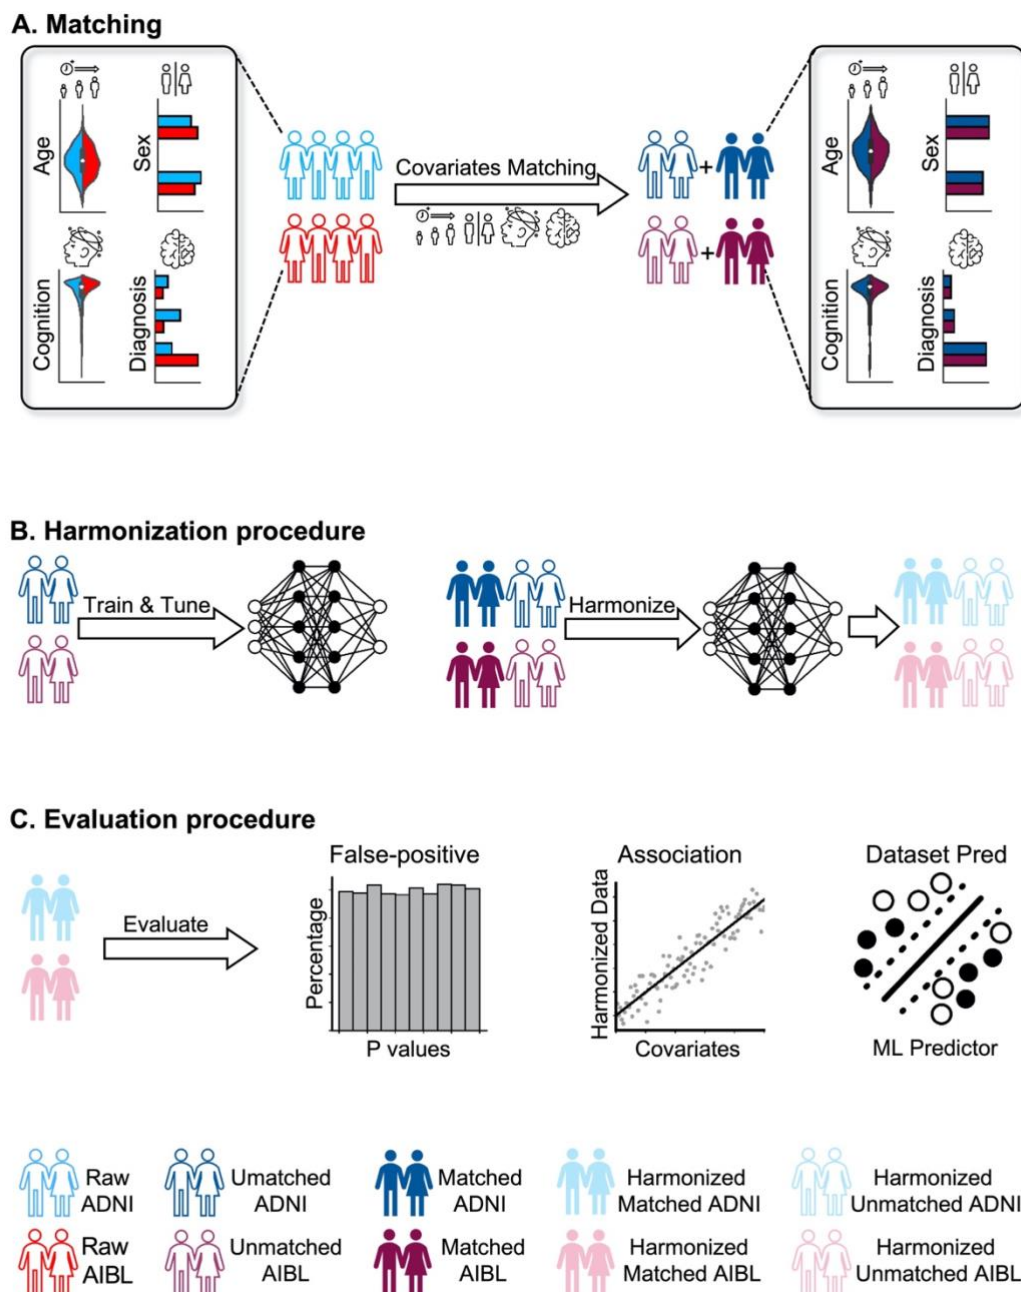 A. Matching
Age
Sex
Cognition
Diagnosis
Covariates Matching
+
+
Age
Sex
Cognition
Diagnosis
B. Harmonization procedure
Train & Tune
Harmonize
C. Evaluation procedure
Evaluate
False-positive
Percentage
P values
Association
Harmonized Data
Covariates
Dataset Pred
ML Predictor
Raw
ADNI
Umatched
ADNI
Matched
ADNI
Harmonized
Matched ADNI
Harmonized
Unmatched ADNI
Raw
AIBL
Unmatched
AIBL
Matched
AIBL
Harmonized
Matched AIBL
Harmonized
Unmatched AIBL